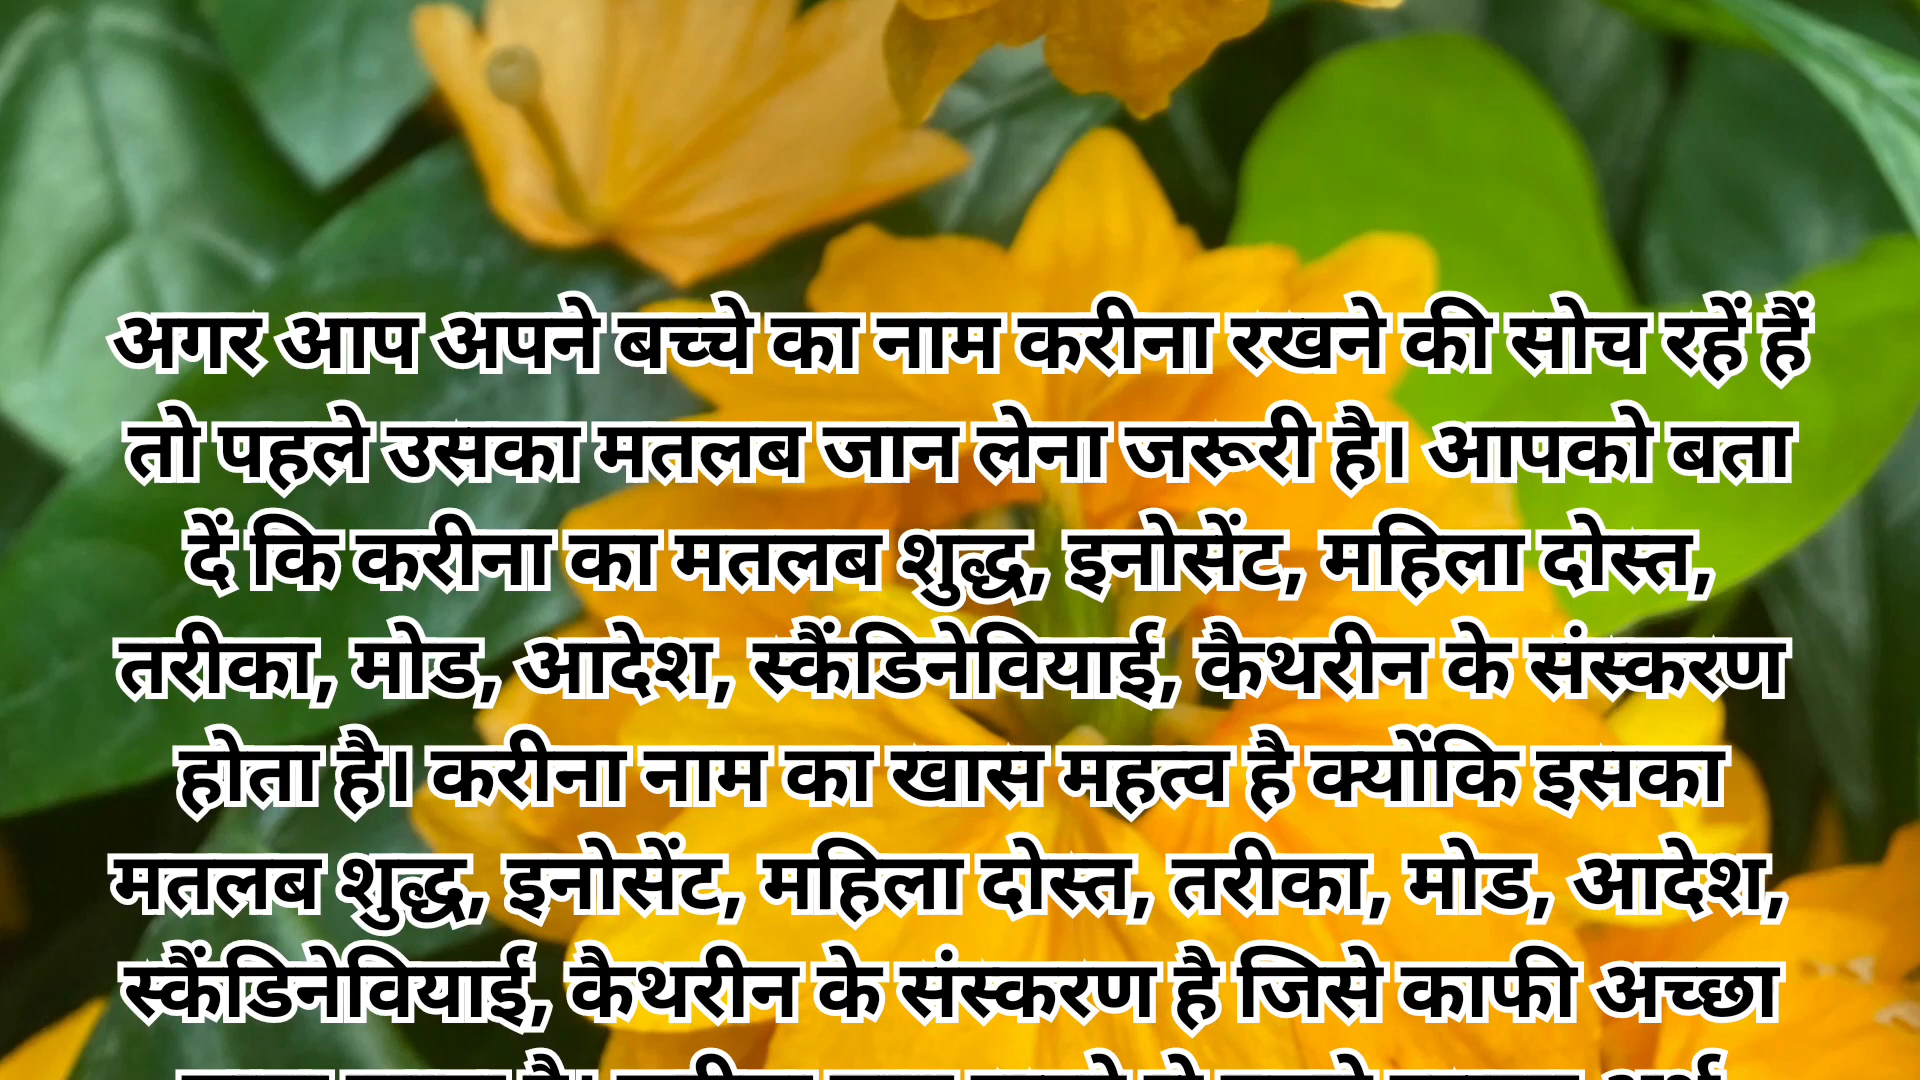 अगर आप अपने बच्चे का नाम करीना रखने की सोच रहें हैं
तो पहले उसका मतलब जान लेना जरूरी है। आपको बता
दें कि करीना का मतलब शुद्ध, इनोसेंट, महिला दोस्त,
तरीका, मोड, आदेश, स्कैंडिनेवियाई, कैथरीन के संस्करण
होता है। करीना नाम का खास महत्व है क्योंकि इसका
मतलब शुद्ध, इनोसेंट, महिला दोस्त, तरीका, मोड, आदेश,
स्कैंडिनेवियाई, कैथरीन के संस्करण है जिसे काफी अच्छा